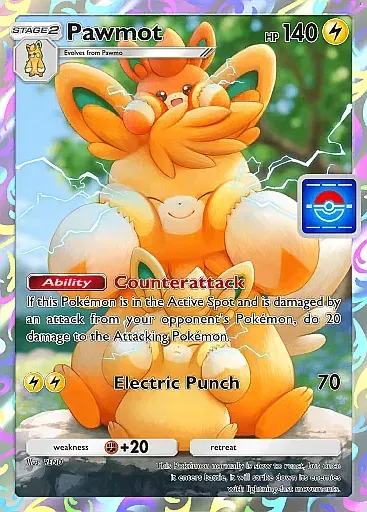 STAGE2 Pawmot HP 140
Evolves from Pawmo
Ability Counterattack
If this Pokémon is in the Active Spot and is damaged by
an attack from your opponent's Pokémon, do 20
damage to the Attacking Pokémon.
Electric Punch 70
weakness +20 retreat
This Pokémon normally is slow to react, but once
it enters battle, it will strike down its enemies
with lightning-fast movements.